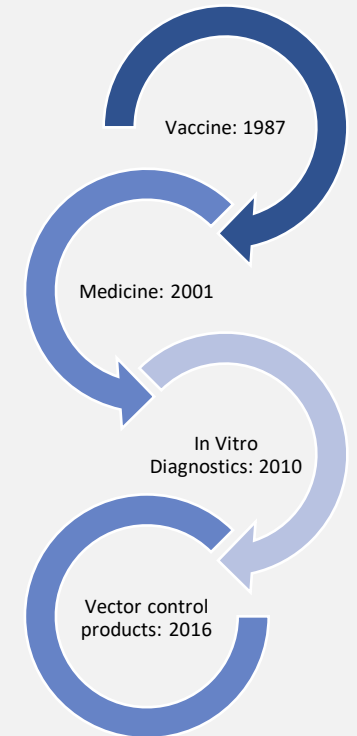 Vaccine: 1987
Medicine: 2001
In Vitro
Diagnostics: 2010
Vector control
products: 2016